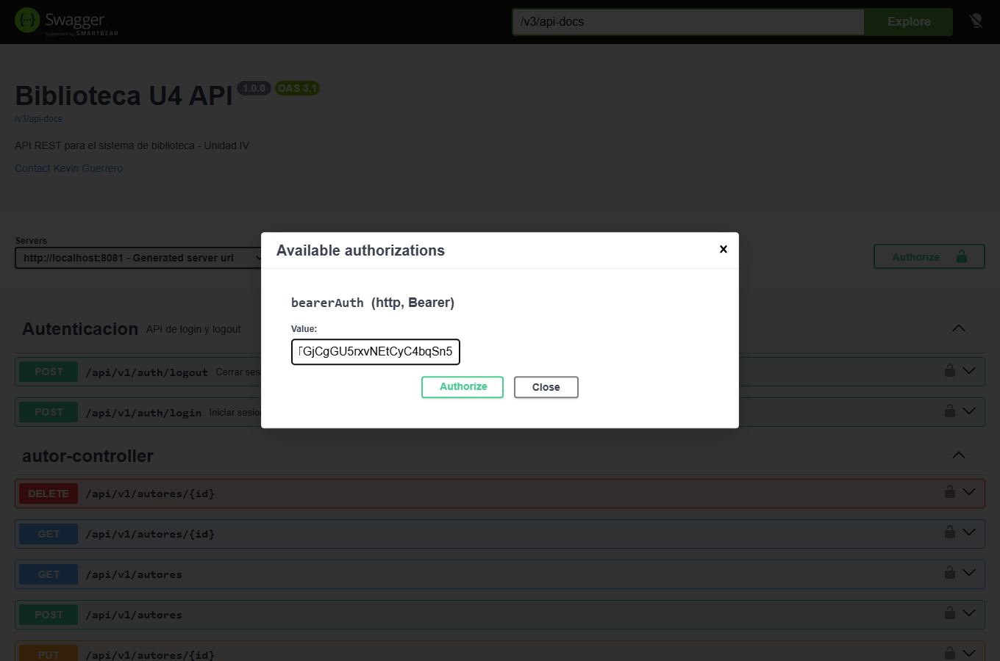 Swagger.
Supported by SMARTBEAR
/v3/api-docs
Explore
Biblioteca U4 API
1.0.0
OAS 3.1
/v3/api-docs
API REST para el sistema de biblioteca - Unidad IV
Contact Kevin Guerrero
Servers
http://localhost:8081 - Generated server url
Authorize
Available authorizations
bearerAuth (http, Bearer)
Value:
TGjCgGU5rxvNEtCyC4bqSn5
Authorize
Close
Autenticacion API de login y logout
POST /api/v1/auth/logout Cerrar ses
POST /api/v1/auth/login Iniciar sesion
autor-controller
DELETE /api/v1/autores/{id}
GET /api/v1/autores/{id}
GET /api/v1/autores
POST /api/v1/autores
PUT /api/v1/autores/{id}